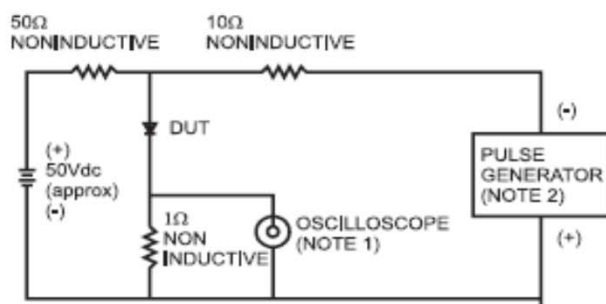 50Ω
NONINDUCTIVE
10Ω
NONINDUCTIVE
DUT
(+)
50Vdc
(approx)
(-)
1Ω
NON
INDUCTIVE
OSCILLOSCOPE
(NOTE 1)
(-)
PULSE
GENERATOR
(NOTE 2)
(+)